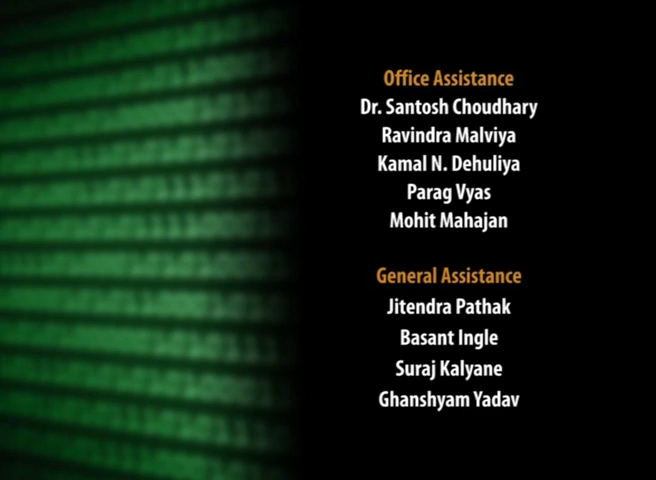 Office Assistance
Dr. Santosh Choudhary
Ravindra Malviya
Kamal N. Dehuliya
Parag Vyas
Mohit Mahajan
General Assistance
Jitendra Pathak
Basant Ingle
Suraj Kalyane
Ghanshyam Yadav